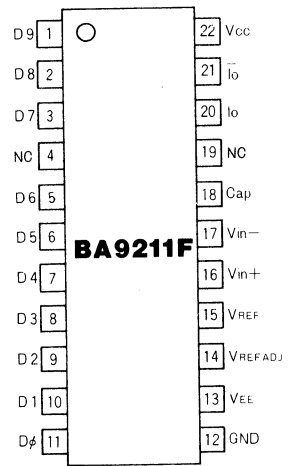 D9 1 22 Vcc
D8 2 21 I̅o̅
D7 3 20 Io
NC 4 19 NC
D6 5 18 Cap
D5 6 17 Vin−
BA9211F
D4 7 16 Vin+
D3 8 15 VREF
D2 9 14 VREFADJ
D1 10 13 VEE
Dø 11 12 GND